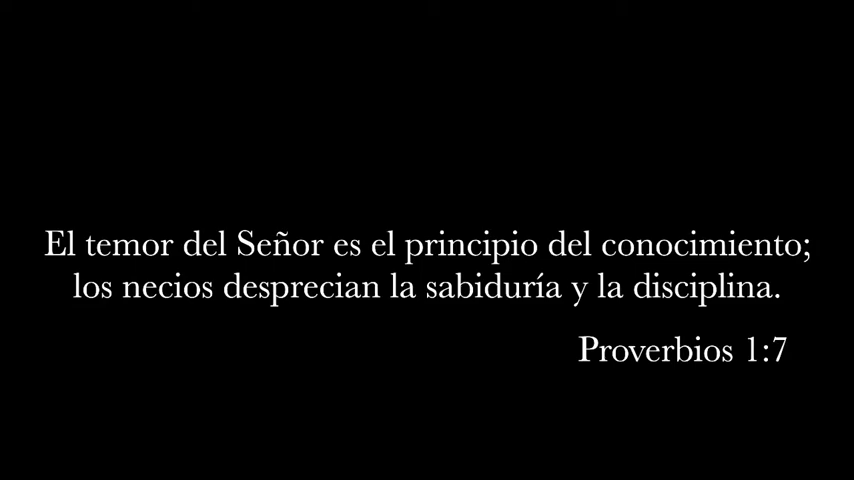 El temor del Señor es el principio del conocimiento;
los necios desprecian la sabiduría y la disciplina.
Proverbios 1:7